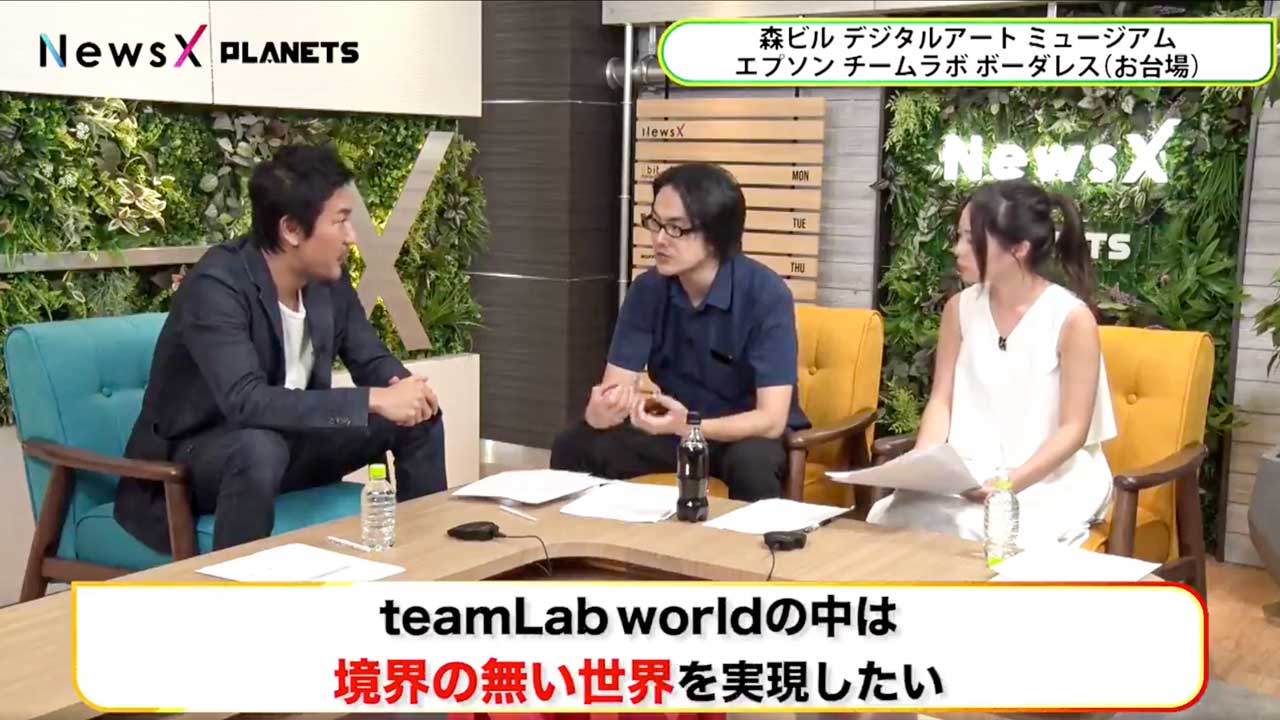 NewsX PLANETS
森ビル デジタルアート ミュージアム
エプソン チームラボ ボーダレス(お台場)
NewsX
bit
MON
TUE
THU
NewsX
ETS
teamLab worldの中は
境界の無い世界を実現したい